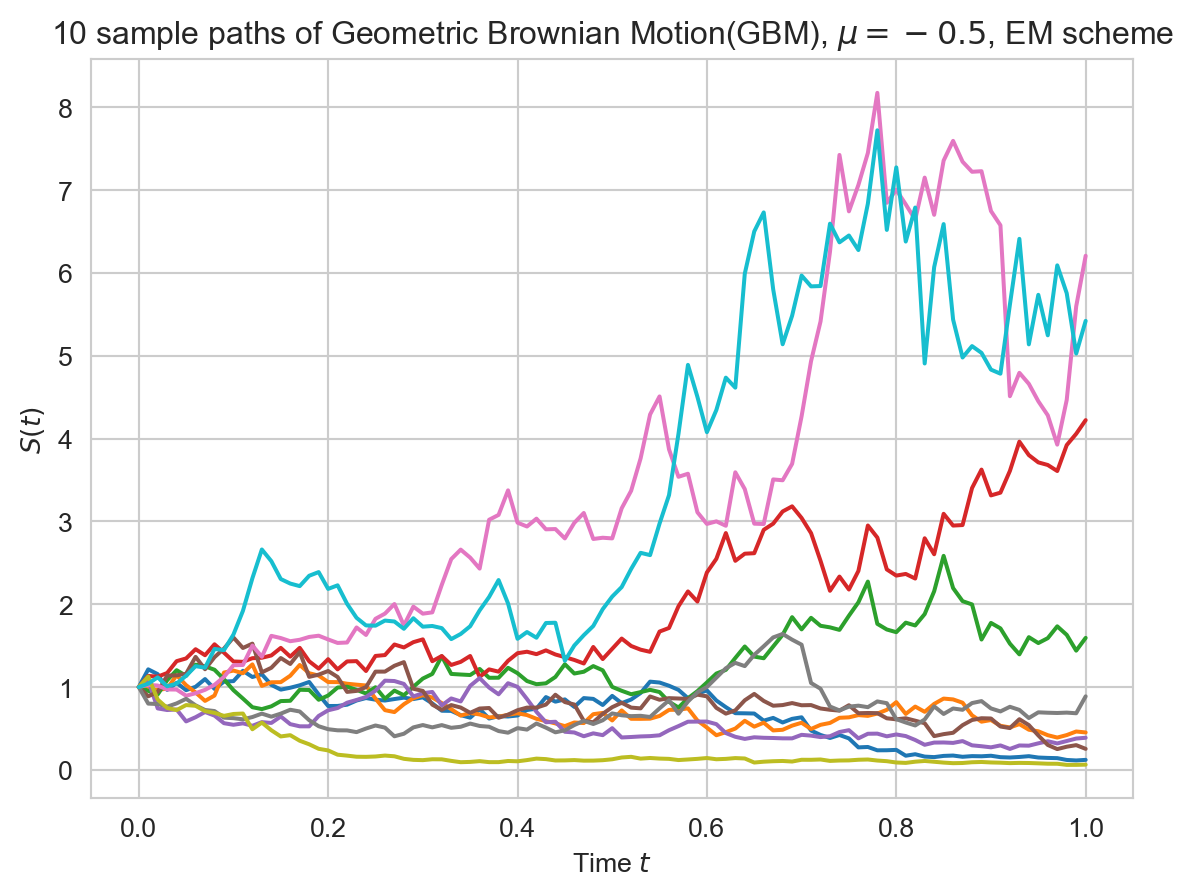 10 sample paths of Geometric Brownian Motion(GBM), μ = − 0.5, EM scheme
8
7
6
5
4
3
2
1
0
S(t)
0.0 0.2 0.4 0.6 0.8 1.0
Time t